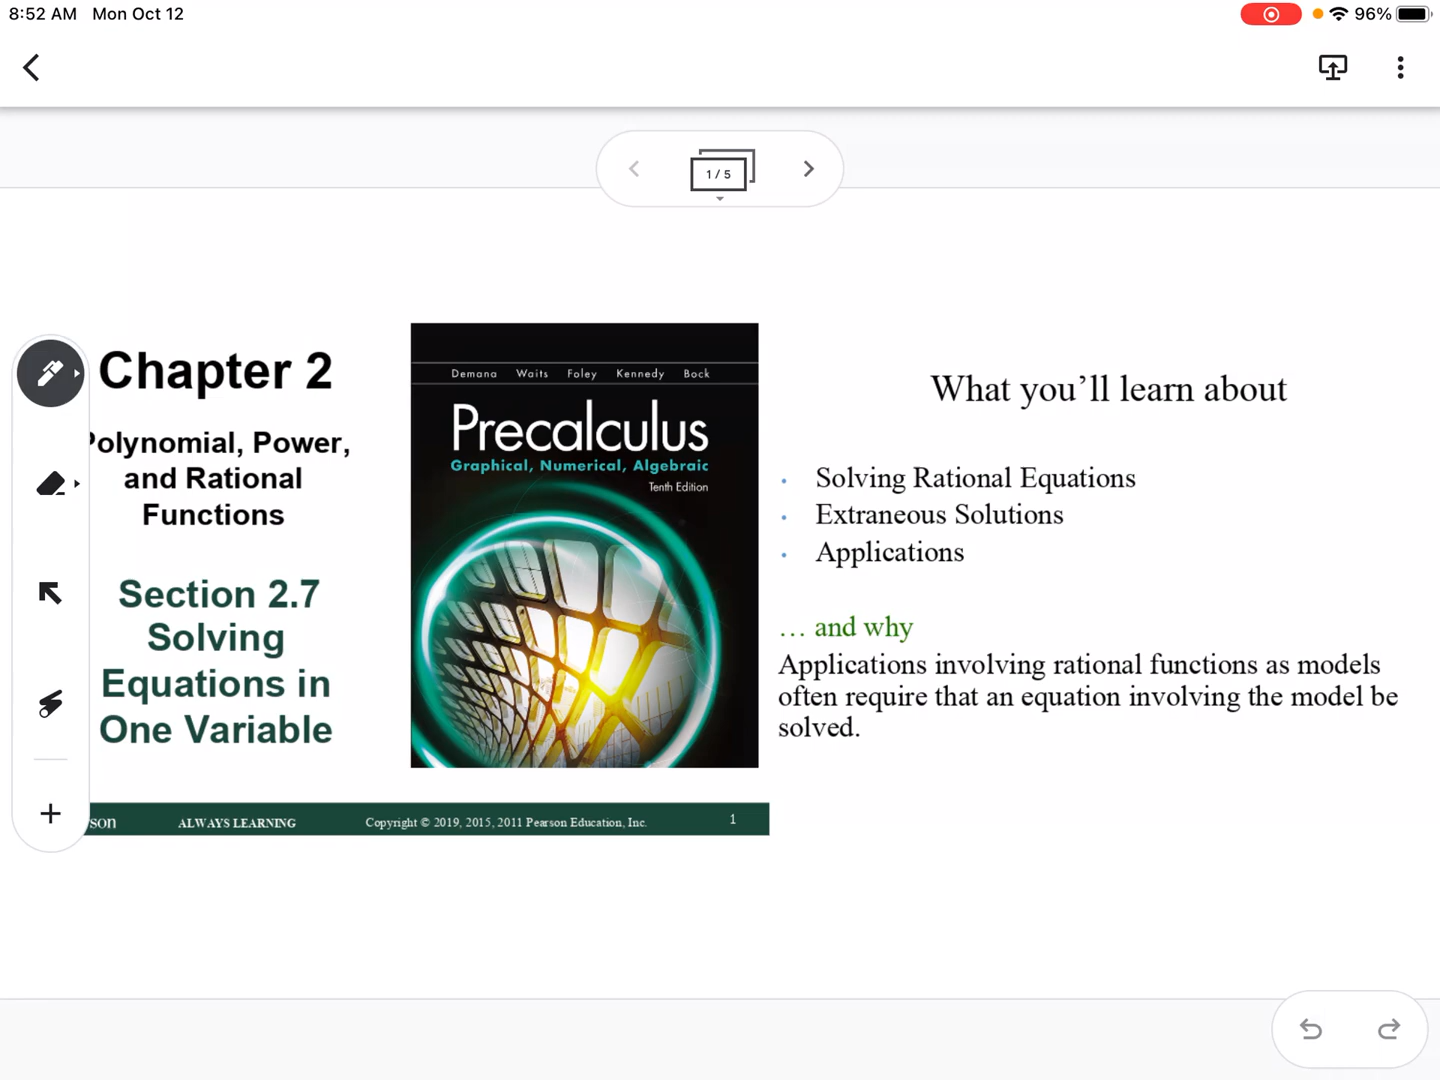 8:52 AM Mon Oct 12
96%
1 / 5
Chapter 2
Polynomial, Power,
and Rational
Functions
Section 2.7
Solving
Equations in
One Variable
Demana Waits Foley Kennedy Bock
Precalculus
Graphical, Numerical, Algebraic
Tenth Edition
What you’ll learn about
• Solving Rational Equations
• Extraneous Solutions
• Applications
… and why
Applications involving rational functions as models
often require that an equation involving the model be
solved.
son ALWAYS LEARNING Copyright © 2019, 2015, 2011 Pearson Education, Inc. 1